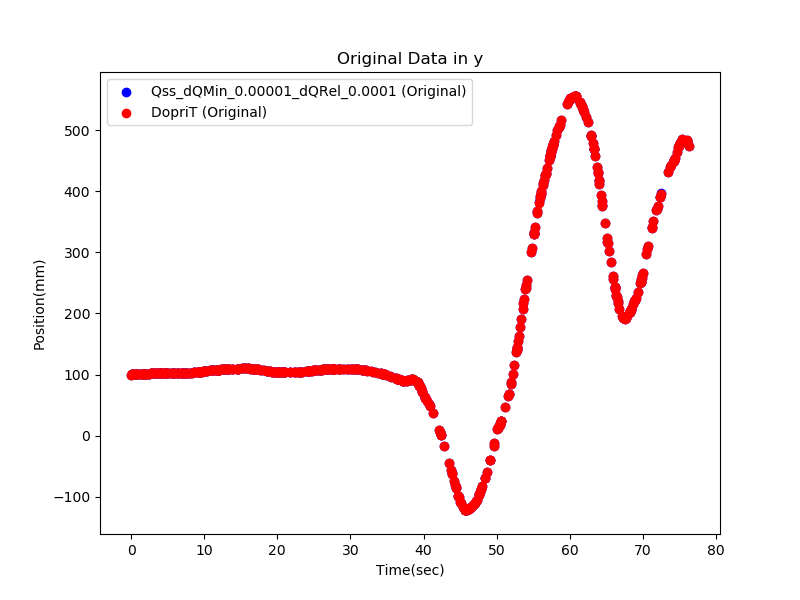 Original Data in y
Qss_dQMin_0.00001_dQRel_0.0001 (Original)
DopriT (Original)
500
400
300
200
100
0
−100
Position(mm)
0 10 20 30 40 50 60 70 80
Time(sec)